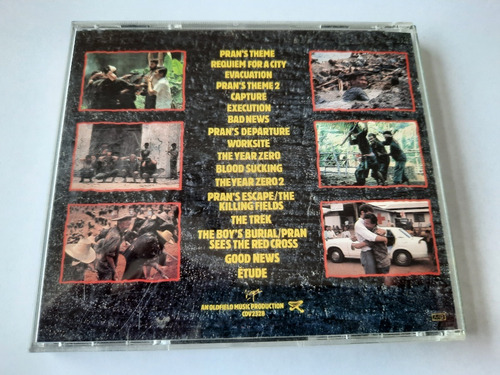 PRAN'S THEME
REQUIEM FOR A CITY
EVACUATION
PRAN'S THEME 2
CAPTURE
EXECUTION
BAD NEWS
PRAN'S DEPARTURE
WORKSITE
THE YEAR ZERO
BLOOD SUCKING
THE YEAR ZERO 2
PRAN'S ESCAPE/THE
KILLING FIELDS
THE TREK
THE BOY'S BURIAL/PRAN
SEES THE RED CROSS
GOOD NEWS
ÉTUDE
Virgin
AN OLDFIELD MUSIC PRODUCTION
CDV2328